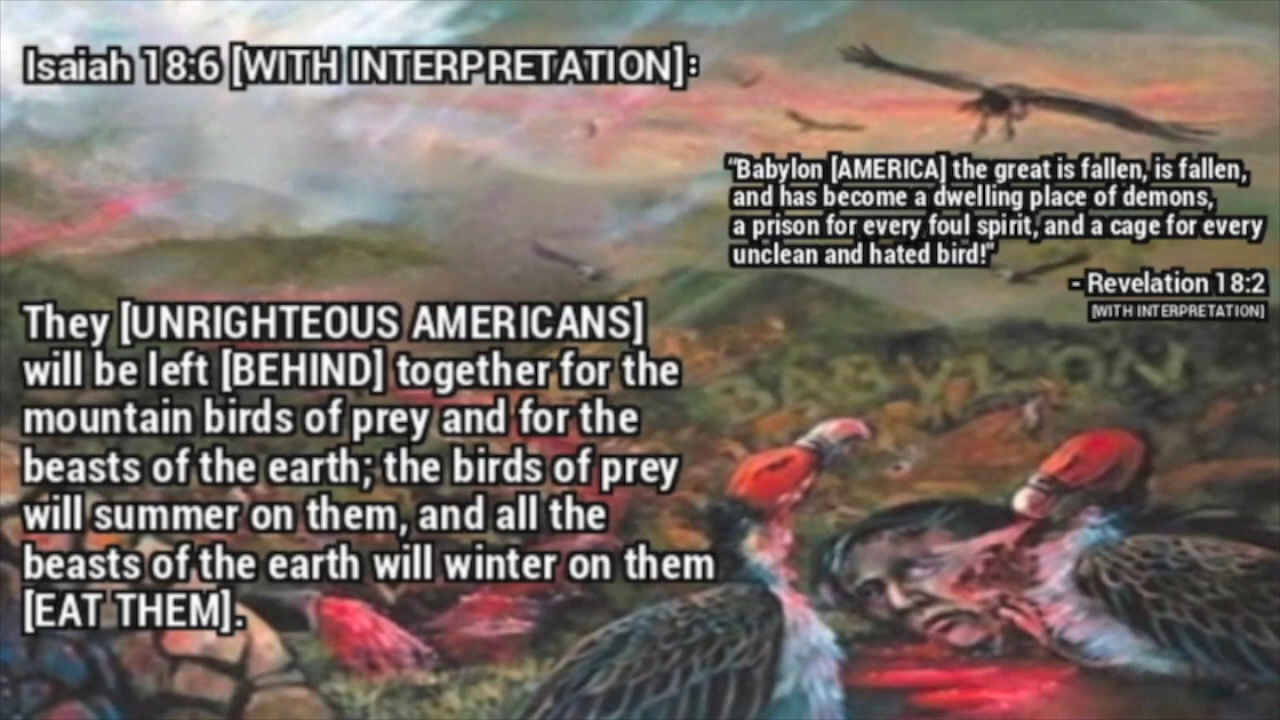 Isaiah 18:6 [WITH INTERPRETATION]:
"Babylon [AMERICA] the great is fallen, is fallen,
and has become a dwelling place of demons,
a prison for every foul spirit, and a cage for every
unclean and hated bird!"
- Revelation 18:2
[WITH INTERPRETATION]
They [UNRIGHTEOUS AMERICANS]
will be left [BEHIND] together for the
mountain birds of prey and for the
beasts of the earth; the birds of prey
will summer on them, and all the
beasts of the earth will winter on them
[EAT THEM].
BABYLON